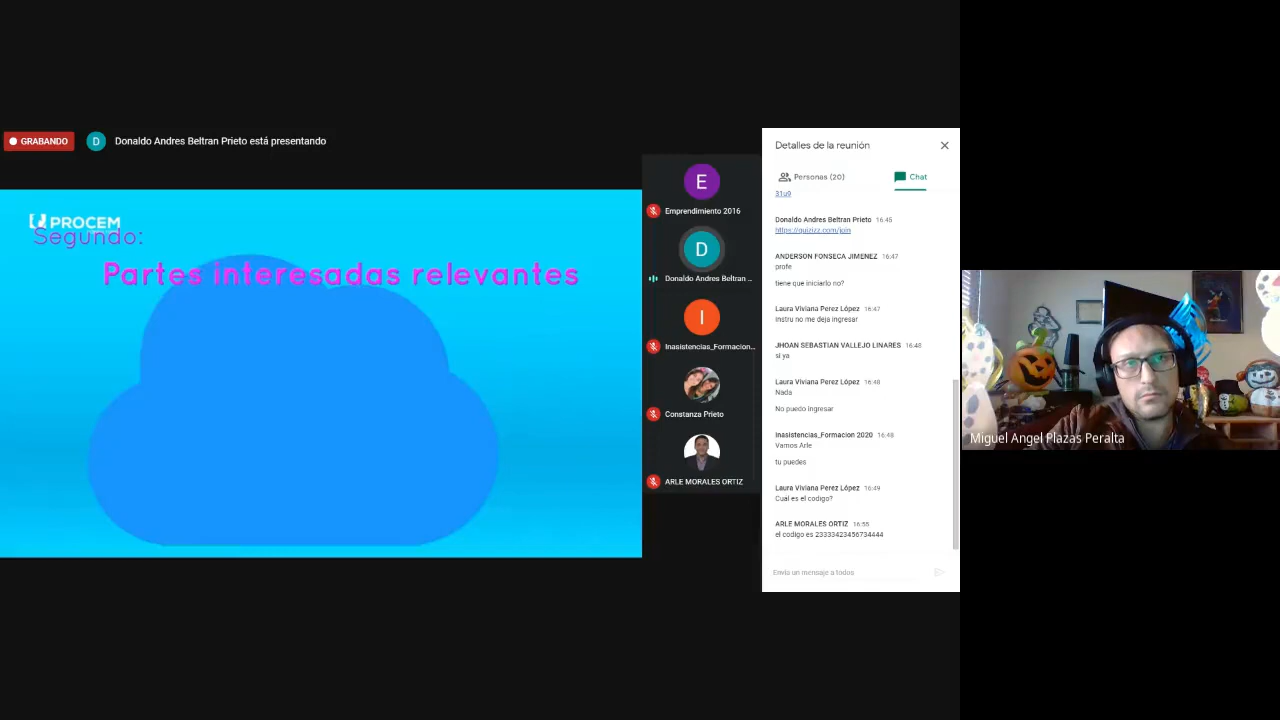 GRABANDO
D
Donaldo Andres Beltran Prieto está presentando
PROCEM
Segundo:
Partes interesadas relevantes
E
Emprendimiento 2016
D
Donaldo Andres Beltran ...
I
Inasistencias_Formacion...
Constanza Prieto
ARLE MORALES ORTIZ
Detalles de la reunión
Personas (20)
Chat
31u9
Donaldo Andres Beltran Prieto 16:45
https://quizizz.com/join
ANDERSON FONSECA JIMENEZ 16:47
profe
tiene que iniciarlo no?
Laura Viviana Perez López 16:47
Instru no me deja ingresar
JHOAN SEBASTIAN VALLEJO LINARES 16:48
si ya
Laura Viviana Perez López 16:48
Nada
No puedo ingresar
Inasistencias_Formacion 2020 16:48
Vamos Arle
tu puedes
Laura Viviana Perez López 16:49
Cuál es el codigo?
ARLE MORALES ORTIZ 16:55
el codigo es 23333423456734444
Envía un mensaje a todos
Miguel Angel Plazas Peralta